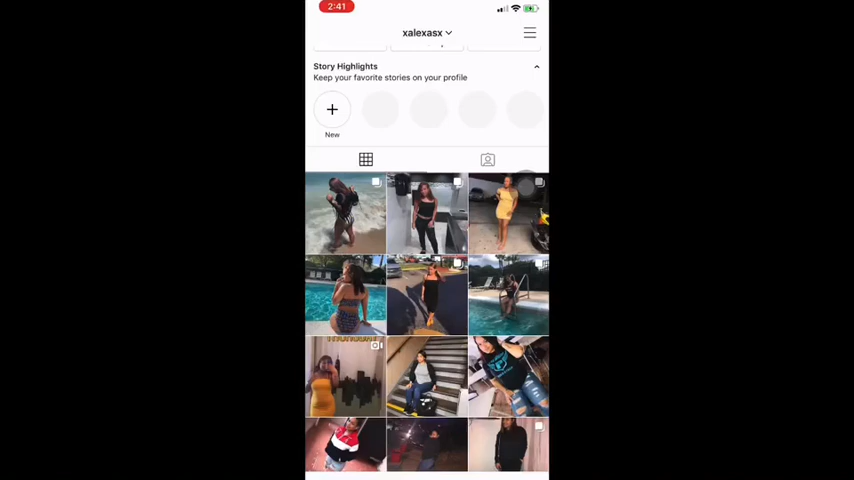 2:41
xalexasx
Story Highlights
Keep your favorite stories on your profile
New